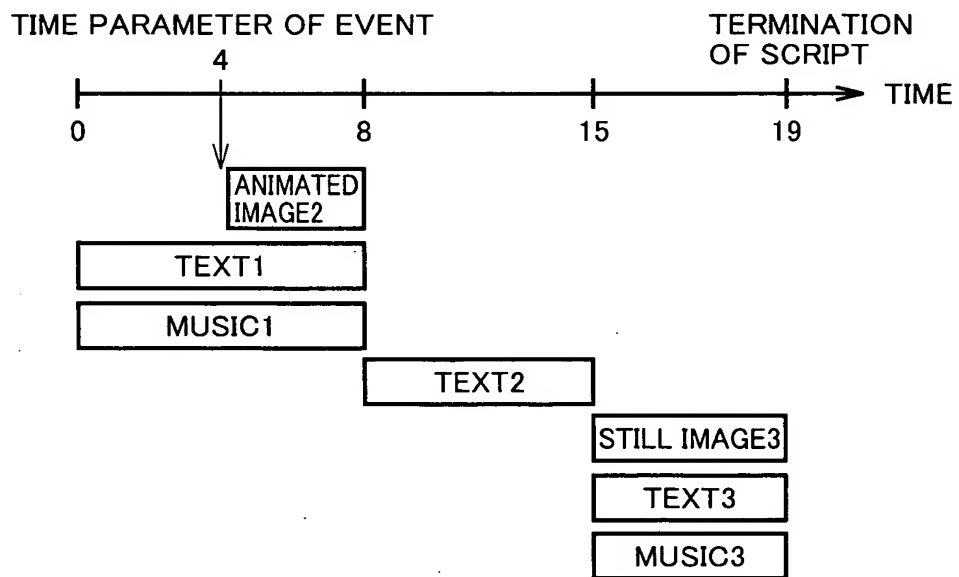 TIME PARAMETER OF EVENT
TERMINATION
OF SCRIPT
4
TIME
0
8
15
19
ANIMATED
IMAGE2
TEXT1
MUSIC1
TEXT2
STILL IMAGE3
TEXT3
MUSIC3